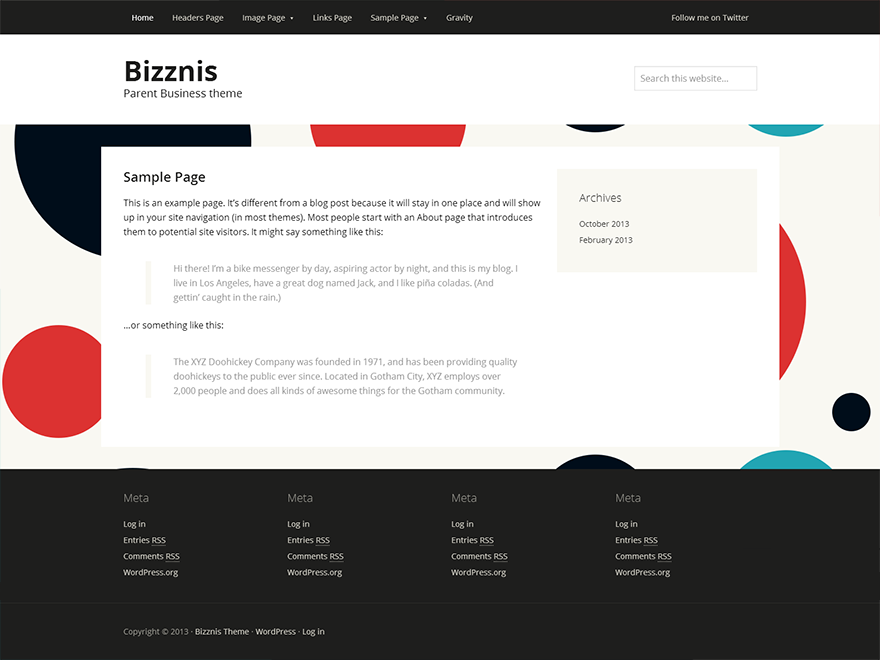 Home Headers Page Image Page Links Page Sample Page Gravity Follow me on Twitter
Bizznis
Parent Business theme
Search this website…
Sample Page
This is an example page. It’s different from a blog post because it will stay in one place and will show
up in your site navigation (in most themes). Most people start with an About page that introduces
them to potential site visitors. It might say something like this:
Hi there! I’m a bike messenger by day, aspiring actor by night, and this is my blog. I
live in Los Angeles, have a great dog named Jack, and I like piña coladas. (And
gettin’ caught in the rain.)
…or something like this:
The XYZ Doohickey Company was founded in 1971, and has been providing quality
doohickeys to the public ever since. Located in Gotham City, XYZ employs over
2,000 people and does all kinds of awesome things for the Gotham community.
Archives
October 2013
February 2013
Meta Meta Meta Meta
Log in Log in Log in Log in
Entries RSS Entries RSS Entries RSS Entries RSS
Comments RSS Comments RSS Comments RSS Comments RSS
WordPress.org WordPress.org WordPress.org WordPress.org
Copyright © 2013 · Bizznis Theme · WordPress · Log in